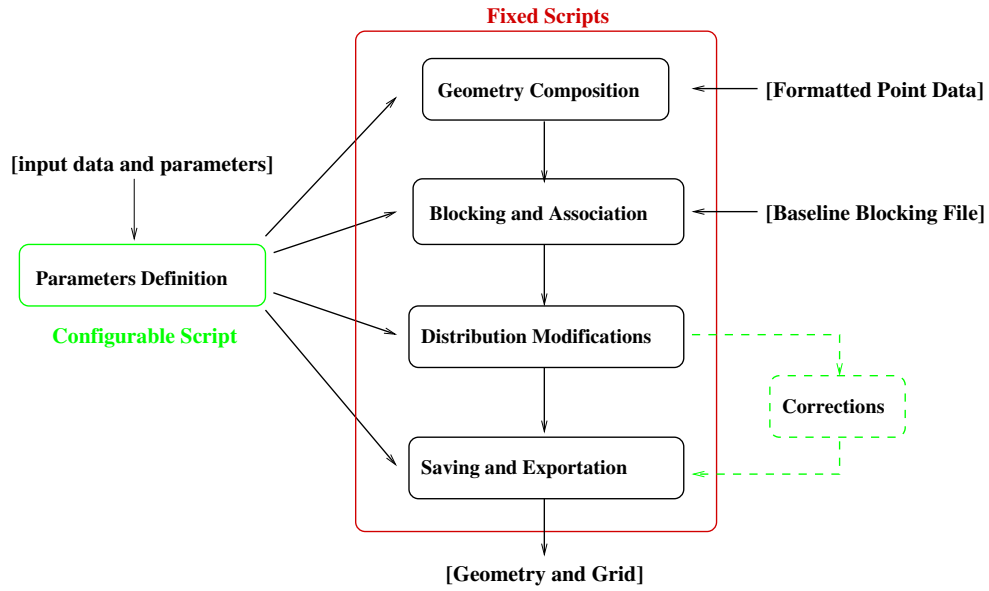 Fixed Scripts
Geometry Composition
[Formatted Point Data]
[input data and parameters]
Blocking and Association
[Baseline Blocking File]
Parameters Definition
Configurable Script
Distribution Modifications
Corrections
Saving and Exportation
[Geometry and Grid]